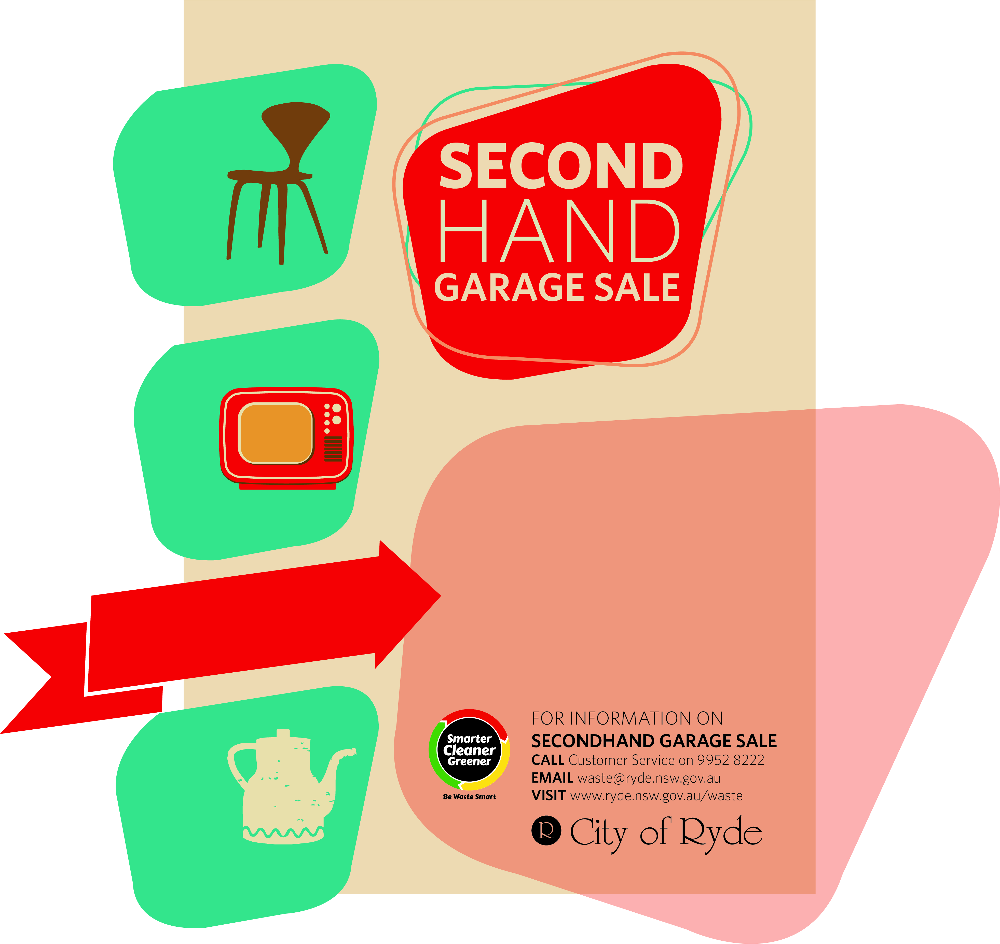 SECOND
HAND
GARAGE SALE
Smarter
Cleaner
Greener
Be Waste Smart
FOR INFORMATION ON
SECONDHAND GARAGE SALE
CALL Customer Service on 9952 8222
EMAIL waste@ryde.nsw.gov.au
VISIT www.ryde.nsw.gov.au/waste
R City of Ryde